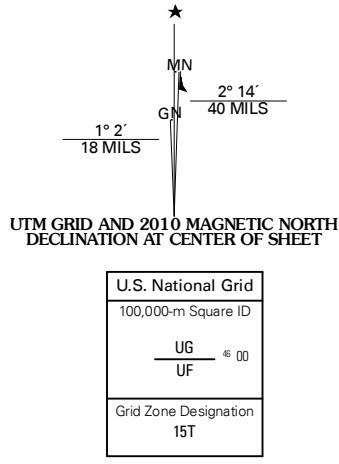 MN
2° 14´
40 MILS
GN
1° 2´
18 MILS
UTM GRID AND 2010 MAGNETIC NORTH
DECLINATION AT CENTER OF SHEET
U.S. National Grid
100,000-m Square ID
UG
46 00
UF
Grid Zone Designation
15T